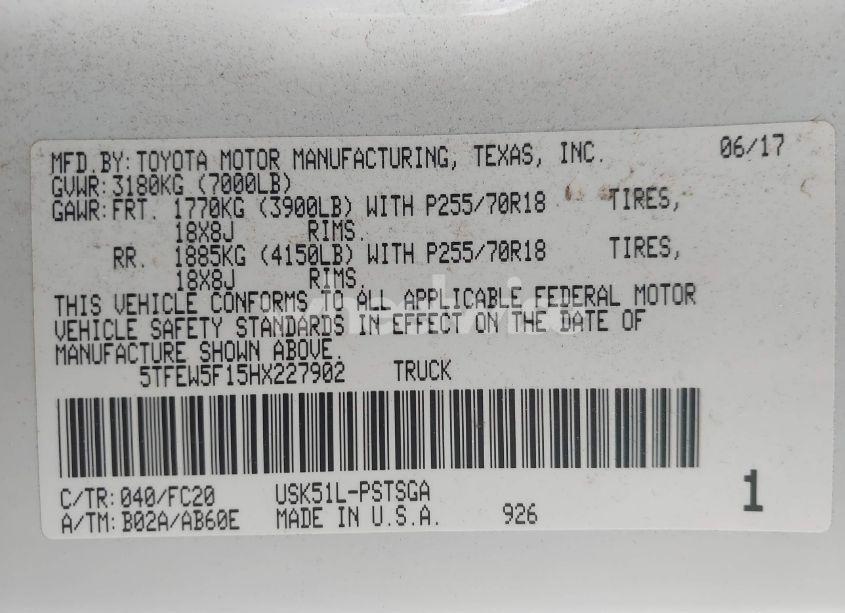 MFD.BY: TOYOTA MOTOR MANUFACTURING, TEXAS, INC. 06/17
GVWR: 3180KG (7000LB)
GAWR: FRT. 1770KG (3900LB) WITH P255/70R18 TIRES,
18X8J RIMS.
RR. 1885KG (4150LB) WITH P255/70R18 TIRES,
18X8J RIMS.
THIS VEHICLE CONFORMS TO ALL APPLICABLE FEDERAL MOTOR
VEHICLE SAFETY STANDARDS IN EFFECT ON THE DATE OF
MANUFACTURE SHOWN ABOVE.
5TFEW5F15HX227902 TRUCK
C/TR: 040/FC20 USK51L-PSTSGA 1
A/TM: B02A/AB60E MADE IN U.S.A. 926